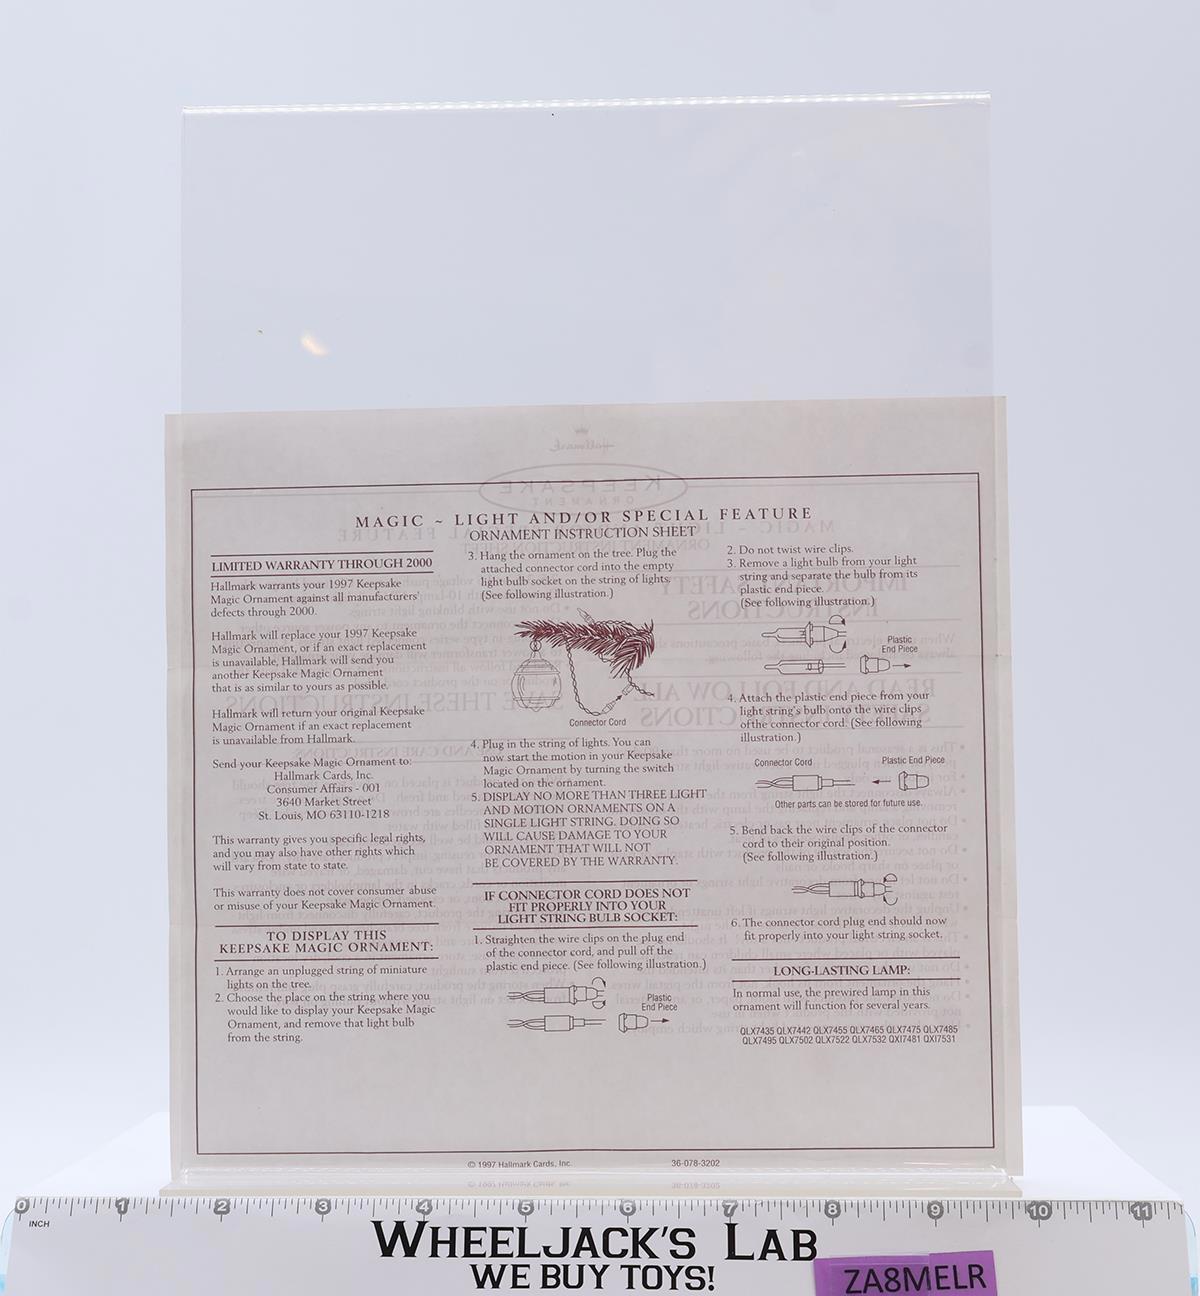 MAGIC ~ LIGHT AND/OR SPECIAL FEATURE
ORNAMENT INSTRUCTION SHEET
LIMITED WARRANTY THROUGH 2000
Hallmark warrants your 1997 Keepsake
Magic Ornament against all manufacturers'
defects through 2000.
Hallmark will replace your 1997 Keepsake
Magic Ornament, or if an exact replacement
is unavailable, Hallmark will send you
another Keepsake Magic Ornament
that is as similar to yours as possible.
Hallmark will return your original Keepsake
Magic Ornament if an exact replacement
is unavailable from Hallmark.
Send your Keepsake Magic Ornament to:
Hallmark Cards, Inc.
Consumer Affairs - 001
3640 Market Street
St. Louis, MO 63110-1218
This warranty gives you specific legal rights,
and you may also have other rights which
will vary from state to state.
This warranty does not cover consumer abuse
or misuse of your Keepsake Magic Ornament.
TO DISPLAY THIS
KEEPSAKE MAGIC ORNAMENT:
1. Arrange an unplugged string of miniature
lights on the tree.
2. Choose the place on the string where you
would like to display your Keepsake Magic
Ornament, and remove that light bulb
from the string.
3. Hang the ornament on the tree. Plug the
attached connector cord into the empty
light bulb socket on the string of lights.
(See following illustration.)
Connector Cord
4. Plug in the string of lights. You can
now start the motion in your Keepsake
Magic Ornament by turning the switch
located on the ornament.
5. DISPLAY NO MORE THAN THREE LIGHT
AND MOTION ORNAMENTS ON A
SINGLE LIGHT STRING. DOING SO
WILL CAUSE DAMAGE TO YOUR
ORNAMENT THAT WILL NOT
BE COVERED BY THE WARRANTY.
IF CONNECTOR CORD DOES NOT
FIT PROPERLY INTO YOUR
LIGHT STRING BULB SOCKET:
1. Straighten the wire clips on the plug end
of the connector cord, and pull off the
plastic end piece. (See following illustration.)
Plastic
End Piece
2. Do not twist wire clips.
3. Remove a light bulb from your light
string and separate the bulb from its
plastic end piece.
(See following illustration.)
Plastic
End Piece
4. Attach the plastic end piece from your
light string's bulb onto the wire clips
ofthe connector cord. (See following
illustration.)
Connector Cord Plastic End Piece
Other parts can be stored for future use.
5. Bend back the wire clips of the connector
cord to their original position.
(See following illustration.)
6. The connector cord plug end should now
fit properly into your light string socket.
LONG-LASTING LAMP:
In normal use, the prewired lamp in this
ornament will function for several years.
QLX7435 QLX7442 QLX7455 QLX7465 QLX7475 QLX7485
QLX7495 QLX7502 QLX7522 QLX7532 QXI7481 QXI7531
© 1997 Hallmark Cards, Inc. 36-078-3202
0 1 2 3 4 5 6 7 8 9 10 11
INCH
WHEELJACK'S LAB
WE BUY TOYS!
ZA8MELR